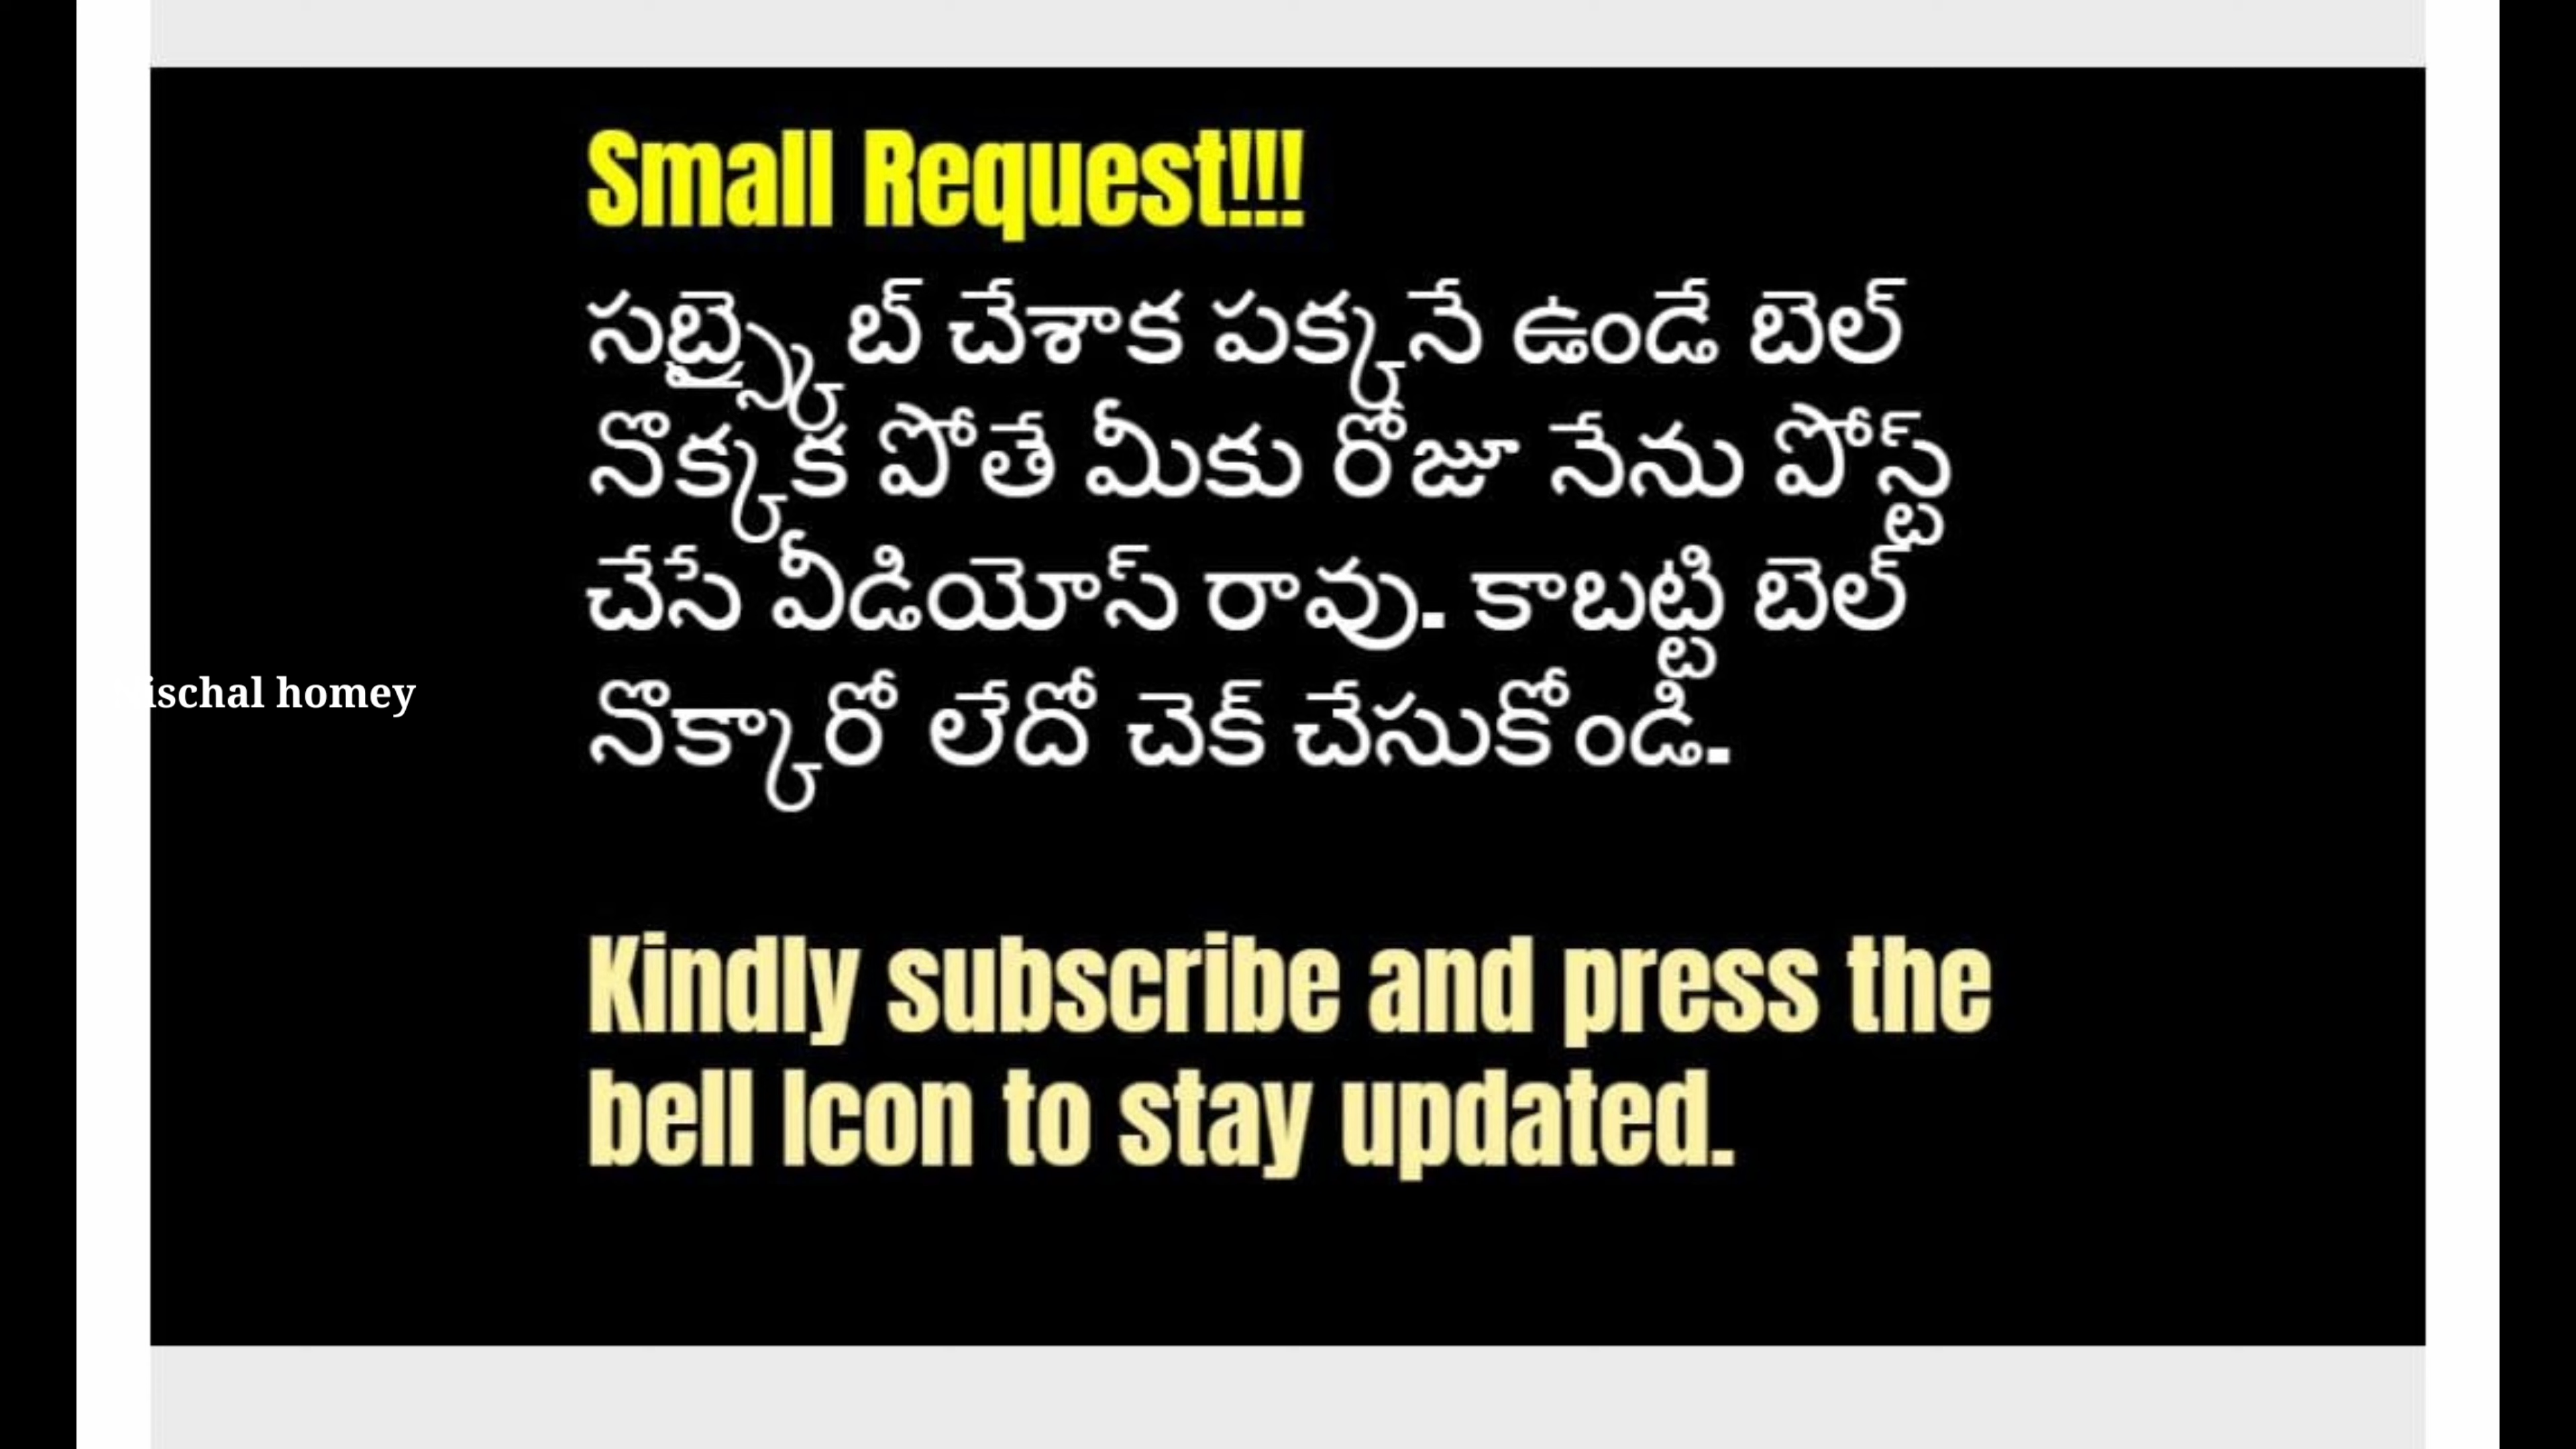 Small Request!!!
సబ్స్క్రైబ్ చేశాక పక్కనే ఉండే బెల్
నొక్కక పోతే మీకు రోజూ నేను పోస్ట్
చేసే వీడియోస్ రావు. కాబట్టి బెల్
ischal homey
నొక్కారో లేదో చెక్ చేసుకోండి.
Kindly subscribe and press the
bell Icon to stay updated.